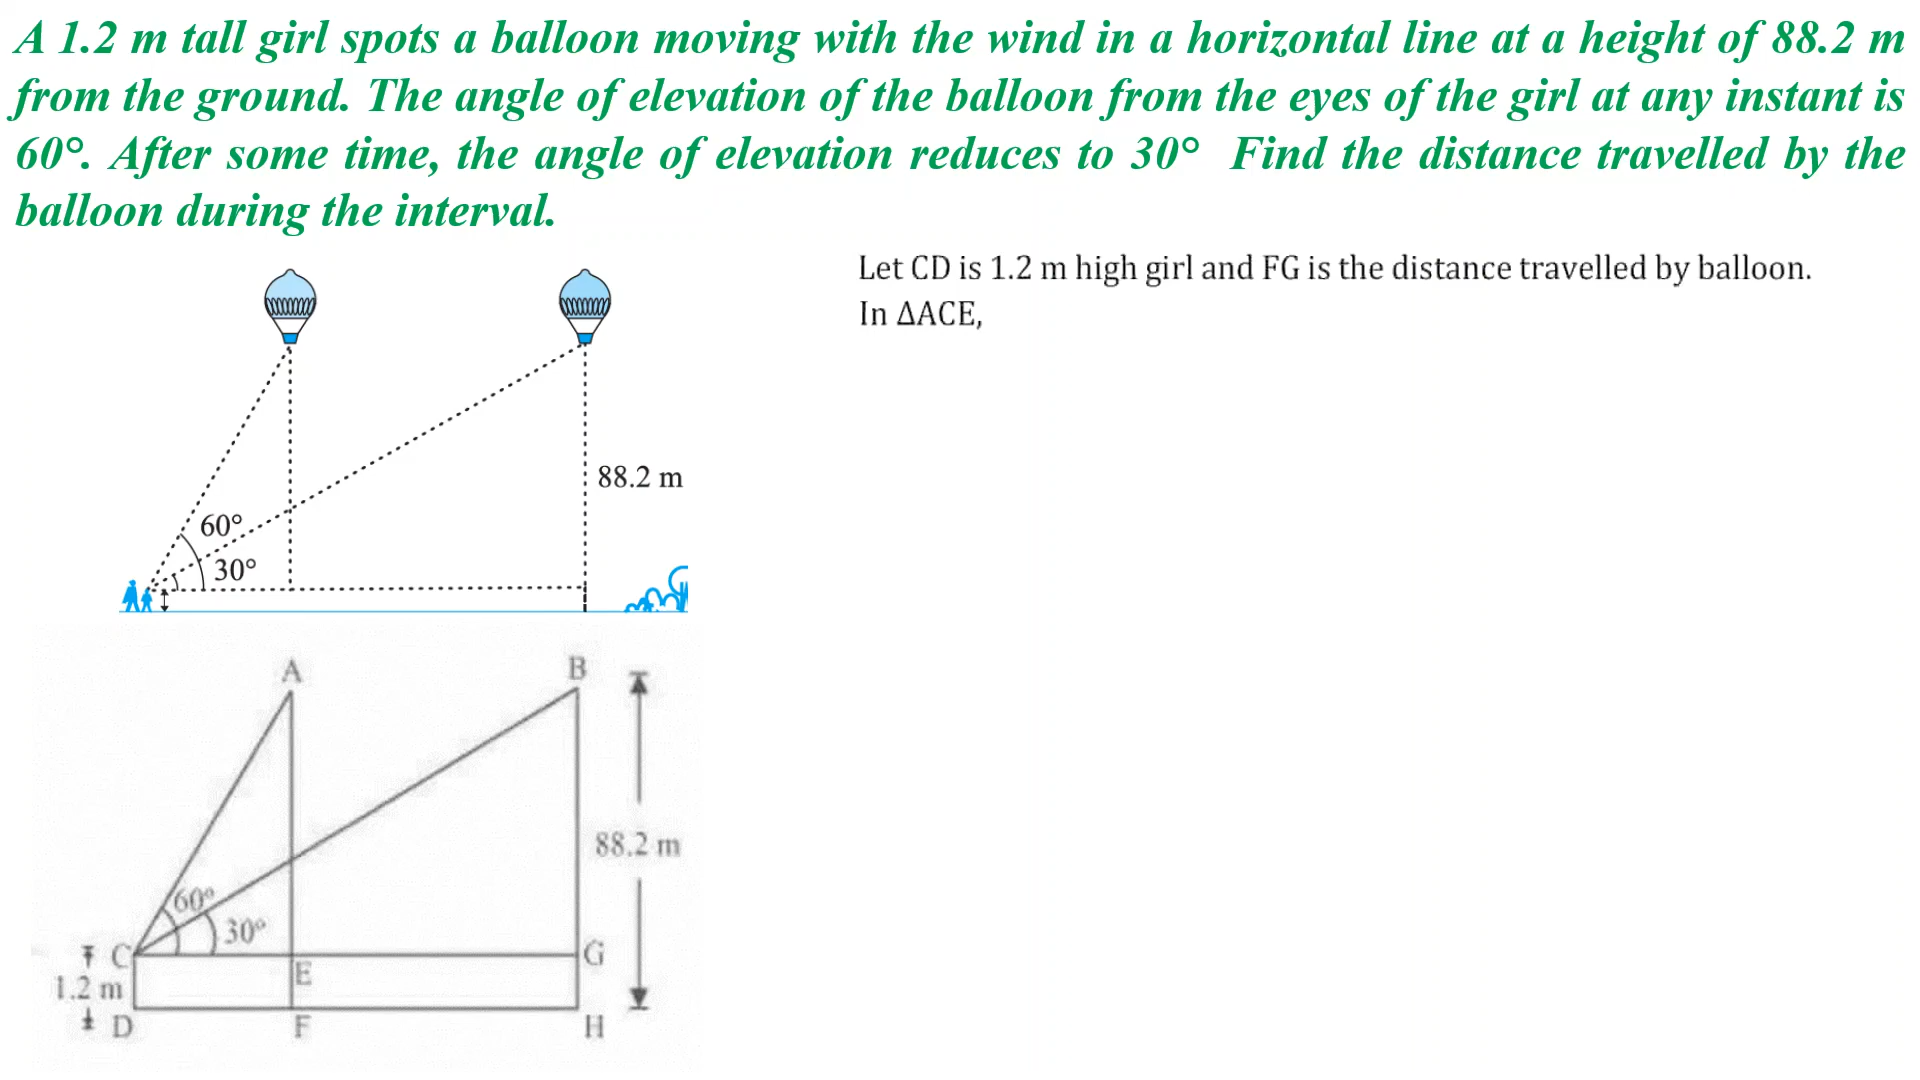 A 1.2 m tall girl spots a balloon moving with the wind in a horizontal line at a height of 88.2 m
from the ground. The angle of elevation of the balloon from the eyes of the girl at any instant is
60°. After some time, the angle of elevation reduces to 30° Find the distance travelled by the
balloon during the interval.
Let CD is 1.2 m high girl and FG is the distance travelled by balloon.
In ΔACE,
88.2 m
60°
30°
A
B
88.2 m
60°
30°
C
G
E
1.2 m
D
F
H